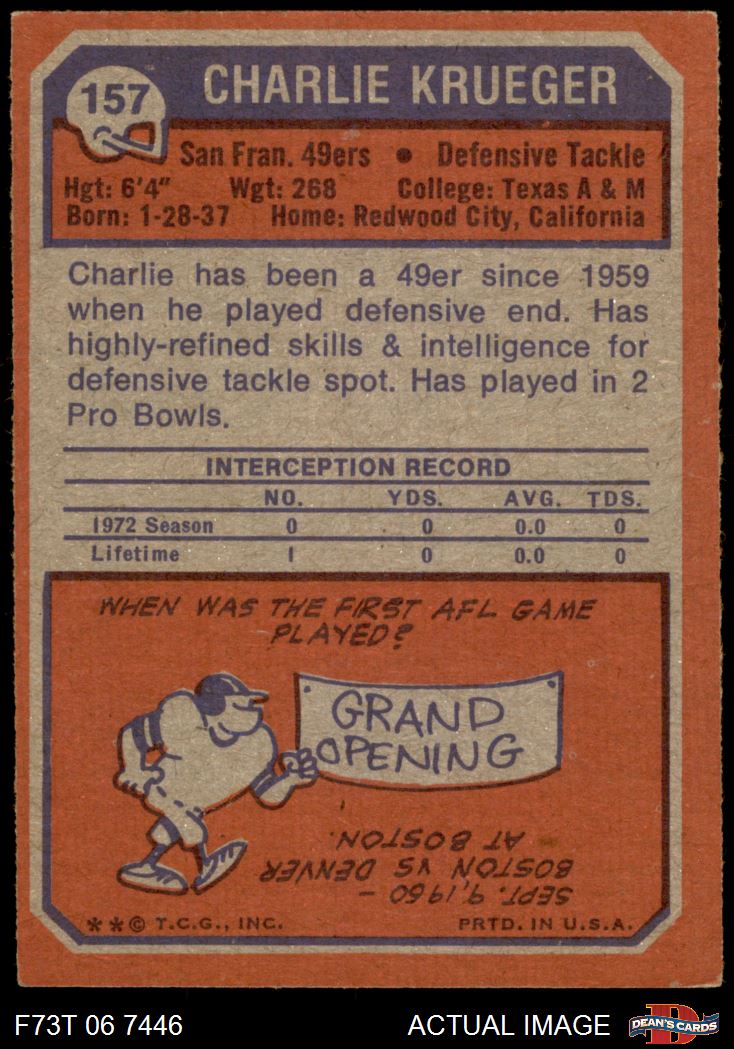 157
CHARLIE KRUEGER
San Fran. 49ers • Defensive Tackle
Hgt: 6'4" Wgt: 268 College: Texas A & M
Born: 1-28-37 Home: Redwood City, California
Charlie has been a 49er since 1959
when he played defensive end. Has
highly-refined skills & intelligence for
defensive tackle spot. Has played in 2
Pro Bowls.
INTERCEPTION RECORD
NO. YDS. AVG. TDS.
1972 Season 0 0 0.0 0
Lifetime 1 0 0.0 0
WHEN WAS THE FIRST AFL GAME
PLAYED?
GRAND
OPENING
SEPT. 9, 1960 –
BOSTON VS DENVER
AT BOSTON.
**© T.C.G., INC. PRTD. IN U.S.A.
F73T 06 7446 ACTUAL IMAGE D DEAN'S CARDS